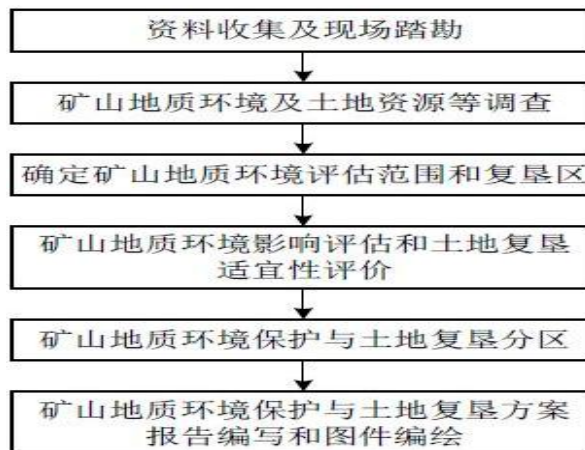 资料收集及现场踏勘
矿山地质环境及土地资源等调查
确定矿山地质环境评估范围和复垦区
矿山地质环境影响评估和土地复垦
适宜性评价
矿山地质环境保护与土地复垦分区
矿山地质环境保护与土地复垦方案
报告编写和图件编绘